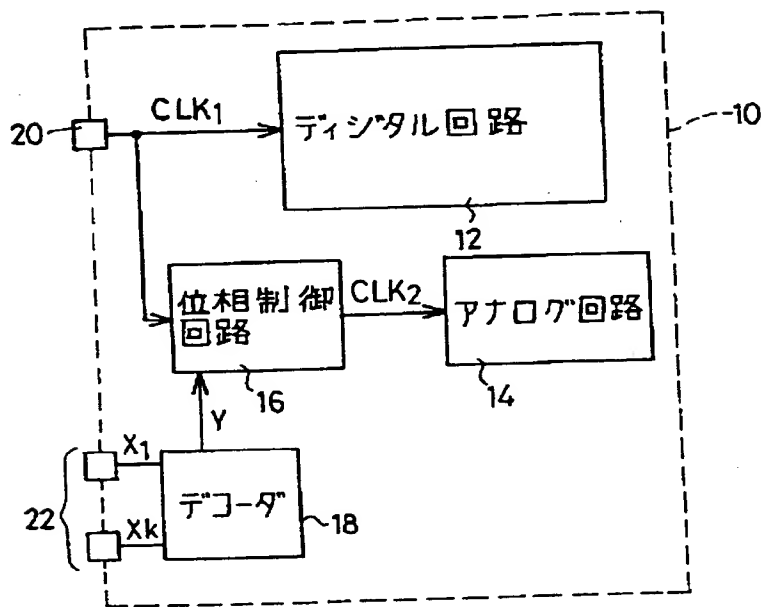 CLK1
20
ディジタル回路
10
12
位相制御
回路
CLK2
アナログ回路
16
14
Y
X1
22
デコーダ
18
Xk